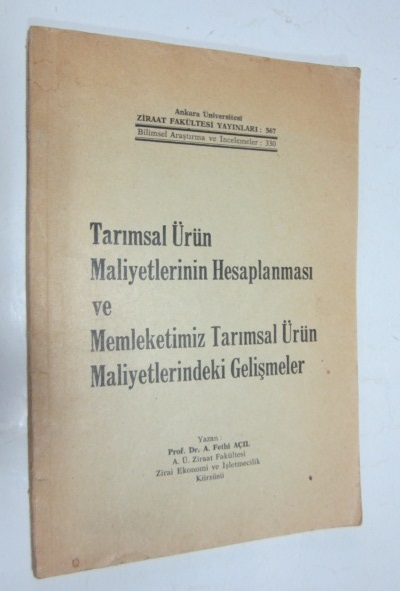 Ankara Üniversitesi
ZİRAAT FAKÜLTESİ YAYINLARI : 567
Bilimsel Araştırma ve İncelemeler : 330
Tarımsal Ürün
Maliyetlerinin Hesaplanması
ve
Memleketimiz Tarımsal Ürün
Maliyetlerindeki Gelişmeler
Yazan :
Prof. Dr. A. Fethi AÇIL
A. Ü. Ziraat Fakültesi
Zirai Ekonomi ve İşletmecilik
Kürsüsü